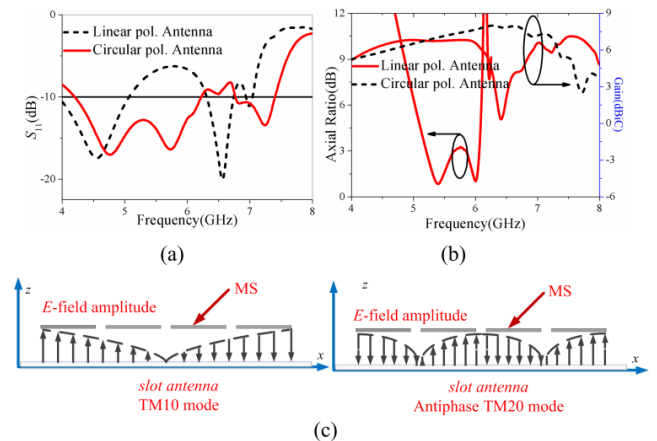 (a)
Linear pol. Antenna
Circular pol. Antenna
0
-10
-20
S11(dB)
4 5 6 7 8
Frequency(GHz)
(a)
(b)
Linear pol. Antenna
Circular pol. Antenna
12
9
6
3
0
Axial Ratio(dB)
9
6
3
0
-3
-6
-9
Gain(dBiC)
4 5 6 7 8
Frequency(GHz)
(b)
z
MS
E-field amplitude
x
slot antenna
TM10 mode
z
MS
E-field amplitude
x
slot antenna
Antiphase TM20 mode
(c)